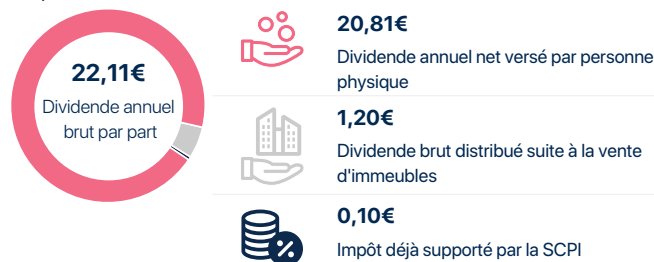 22,11€
Dividende annuel
brut par part
20,81€
Dividende annuel net versé par personne
physique
1,20€
Dividende brut distribué suite à la vente
d'immeubles
0,10€
Impôt déjà supporté par la SCPI
%